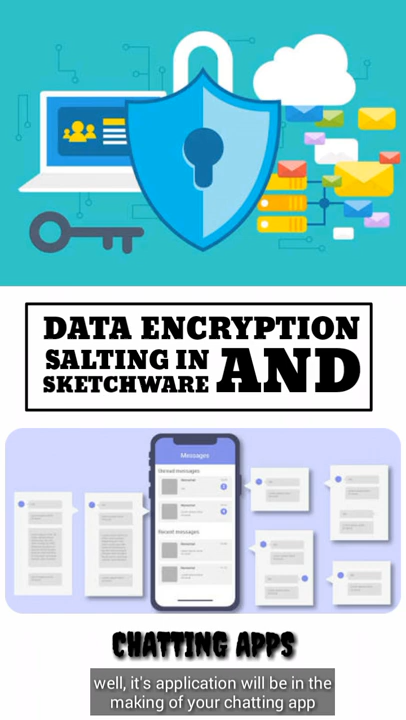 DATA ENCRYPTION
SALTING IN
SKETCHWARE AND
Messages
Unread messages
Recent messages
CHATTING APPS
well, it's application will be in the
making of your chatting app